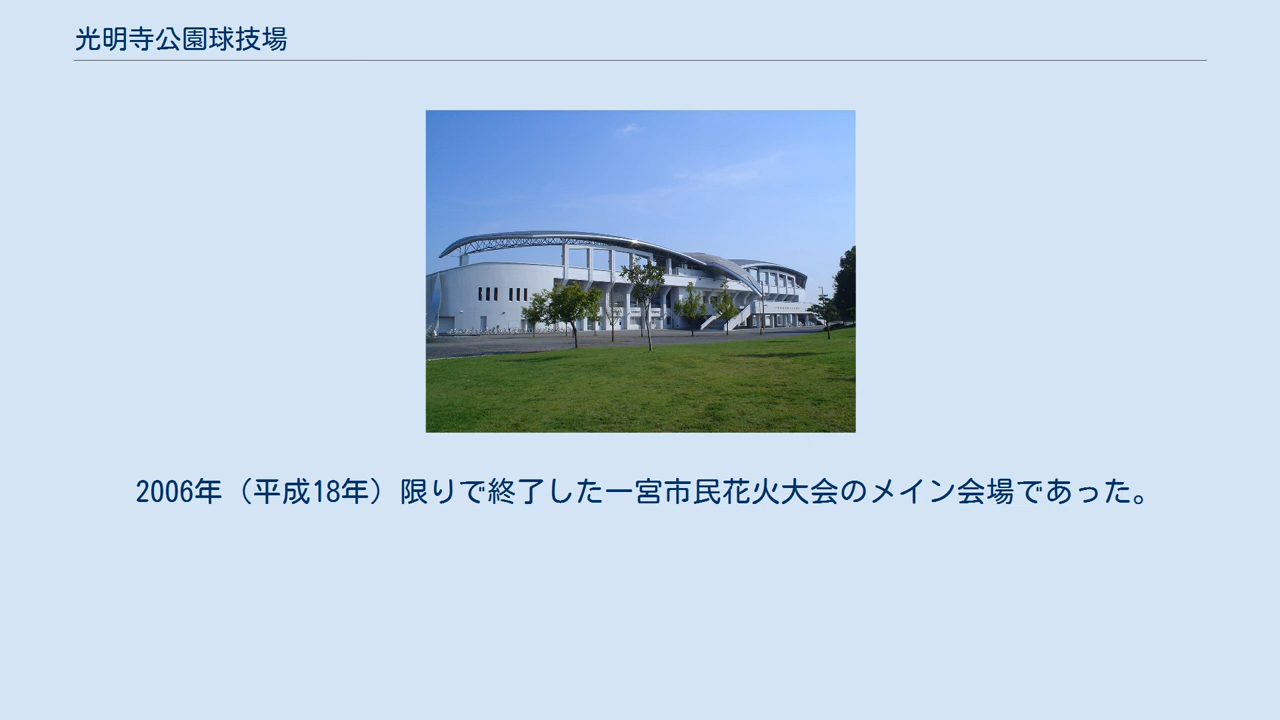 光明寺公園球技場
2006年（平成18年）限りで終了した一宮市民花火大会のメイン会場であった。